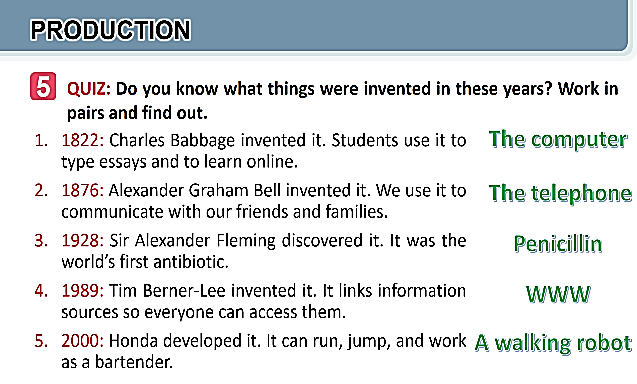 PRODUCTION
5 QUIZ: Do you know what things were invented in these years? Work in
pairs and find out.
1. 1822: Charles Babbage invented it. Students use it to
type essays and to learn online.
The computer
2. 1876: Alexander Graham Bell invented it. We use it to
communicate with our friends and families.
The telephone
3. 1928: Sir Alexander Fleming discovered it. It was the
world's first antibiotic.
Penicillin
4. 1989: Tim Berner-Lee invented it. It links information
sources so everyone can access them.
WWW
5. 2000: Honda developed it. It can run, jump, and work
as a bartender.
A walking robot